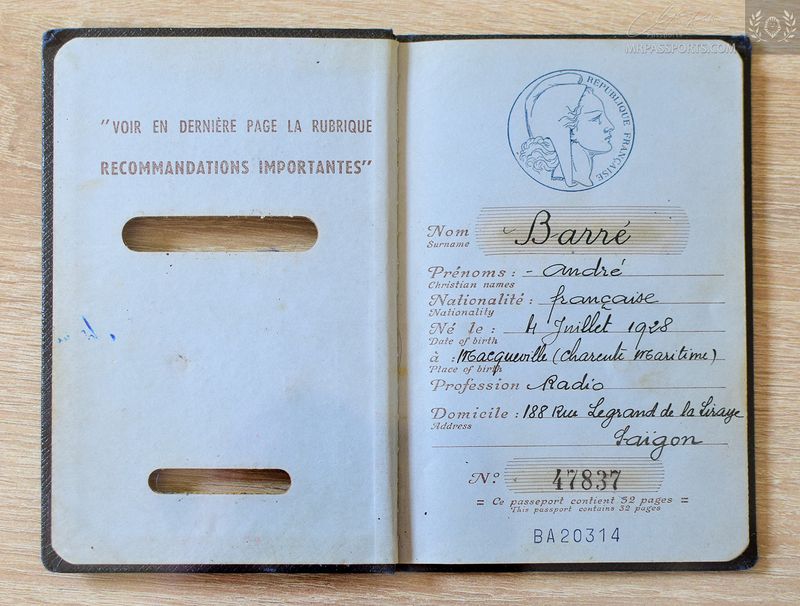 MRPASSPORTS.COM
"VOIR EN DERNIÈRE PAGE LA RUBRIQUE
RECOMMANDATIONS IMPORTANTES"
RÉPUBLIQUE FRANÇAISE
Nom Barré
Surname
Prénoms : - andré
Christian names
Nationalité : française
Nationality
Né le : 4 Juillet 1928
Date of birth
à : Macqueville (Charente Maritime)
Place of birth
Profession Radio
Domicile : 188 Rue Legrand de la Liraye
Address
Saïgon
N° 47837
= Ce passeport contient 32 pages =
This passport contains 32 pages
BA20314